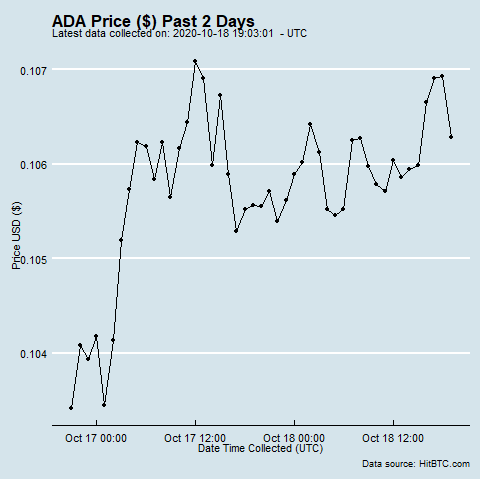 ADA Price ($) Past 2 Days
Latest data collected on: 2020-10-18 19:03:01  - UTC
0.107
0.106
0.105
0.104
Price USD ($)
Oct 17 00:00 Oct 17 12:00 Oct 18 00:00 Oct 18 12:00
Date Time Collected (UTC)
Data source: HitBTC.com